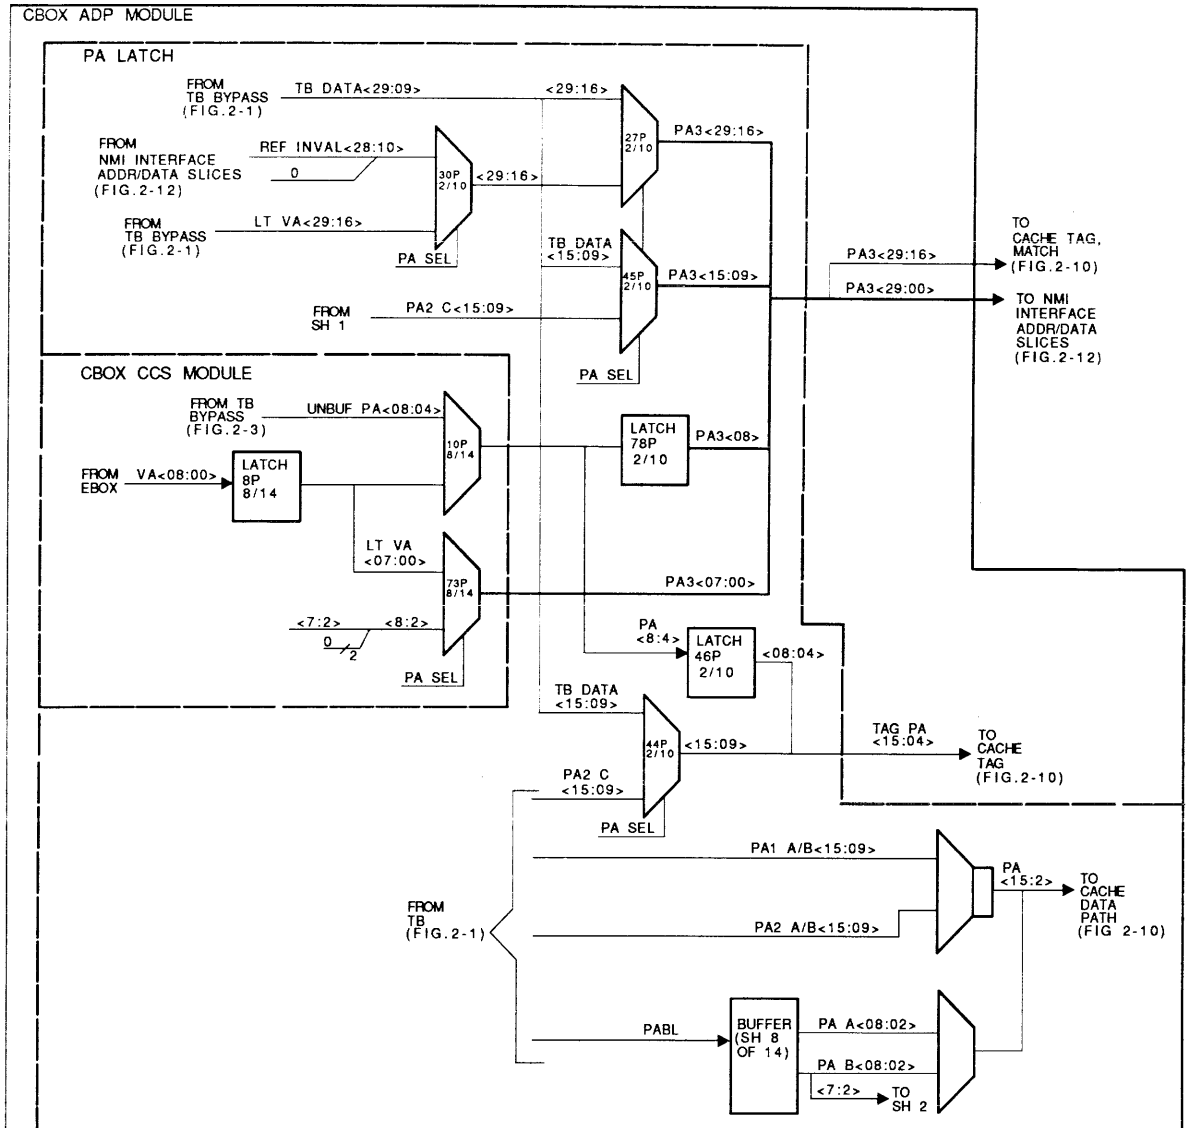 CBOX ADP MODULE
PA LATCH
FROM
TB BYPASS
(FIG.2-1)
TB DATA<29:09>
<29:16>
27P
2/10
PA3<29:16>
FROM
NMI INTERFACE
ADDR/DATA SLICES
(FIG.2-12)
REF INVAL<28:10>
0
30P
2/10
<29:16>
FROM
TB BYPASS
(FIG.2-1)
LT VA<29:16>
PA SEL
TB DATA
<15:09>
45P
2/10
PA3<15:09>
FROM
SH 1
PA2 C<15:09>
PA SEL
PA3<29:16>
TO
CACHE TAG,
MATCH
(FIG.2-10)
PA3<29:00>
TO NMI
INTERFACE
ADDR/DATA
SLICES
(FIG.2-12)
CBOX CCS MODULE
FROM TB
BYPASS
(FIG.2-3)
UNBUF PA<08:04>
10P
8/14
LATCH
78P
2/10
PA3<08>
FROM
EBOX
VA<08:00>
LATCH
8P
8/14
LT VA
<07:00>
73P
8/14
PA3<07:00>
<7:2>
<8:2>
0
2
PA SEL
PA
<8:4>
LATCH
46P
2/10
<08:04>
TB DATA
<15:09>
44P
2/10
<15:09>
TAG PA
<15:04>
TO
CACHE
TAG
(FIG.2-10)
PA2 C
<15:09>
PA SEL
PA1 A/B<15:09>
PA
<15:2>
TO
CACHE
DATA
PATH
(FIG 2-10)
FROM
TB
(FIG.2-1)
PA2 A/B<15:09>
PABL
BUFFER
(SH 8
OF 14)
PA A<08:02>
PA B<08:02>
<7:2>
TO
SH 2